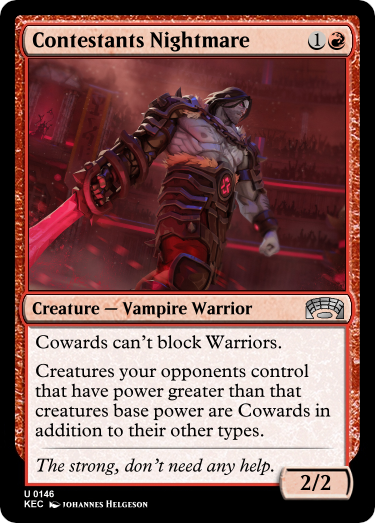 Contestants Nightmare 1
Creature — Vampire Warrior
Cowards can't block Warriors.
Creatures your opponents control
that have power greater than that
creatures base power are Cowards in
addition to their other types.
The strong, don't need any help.
2/2
U 0146
KEC JOHANNES HELGESON